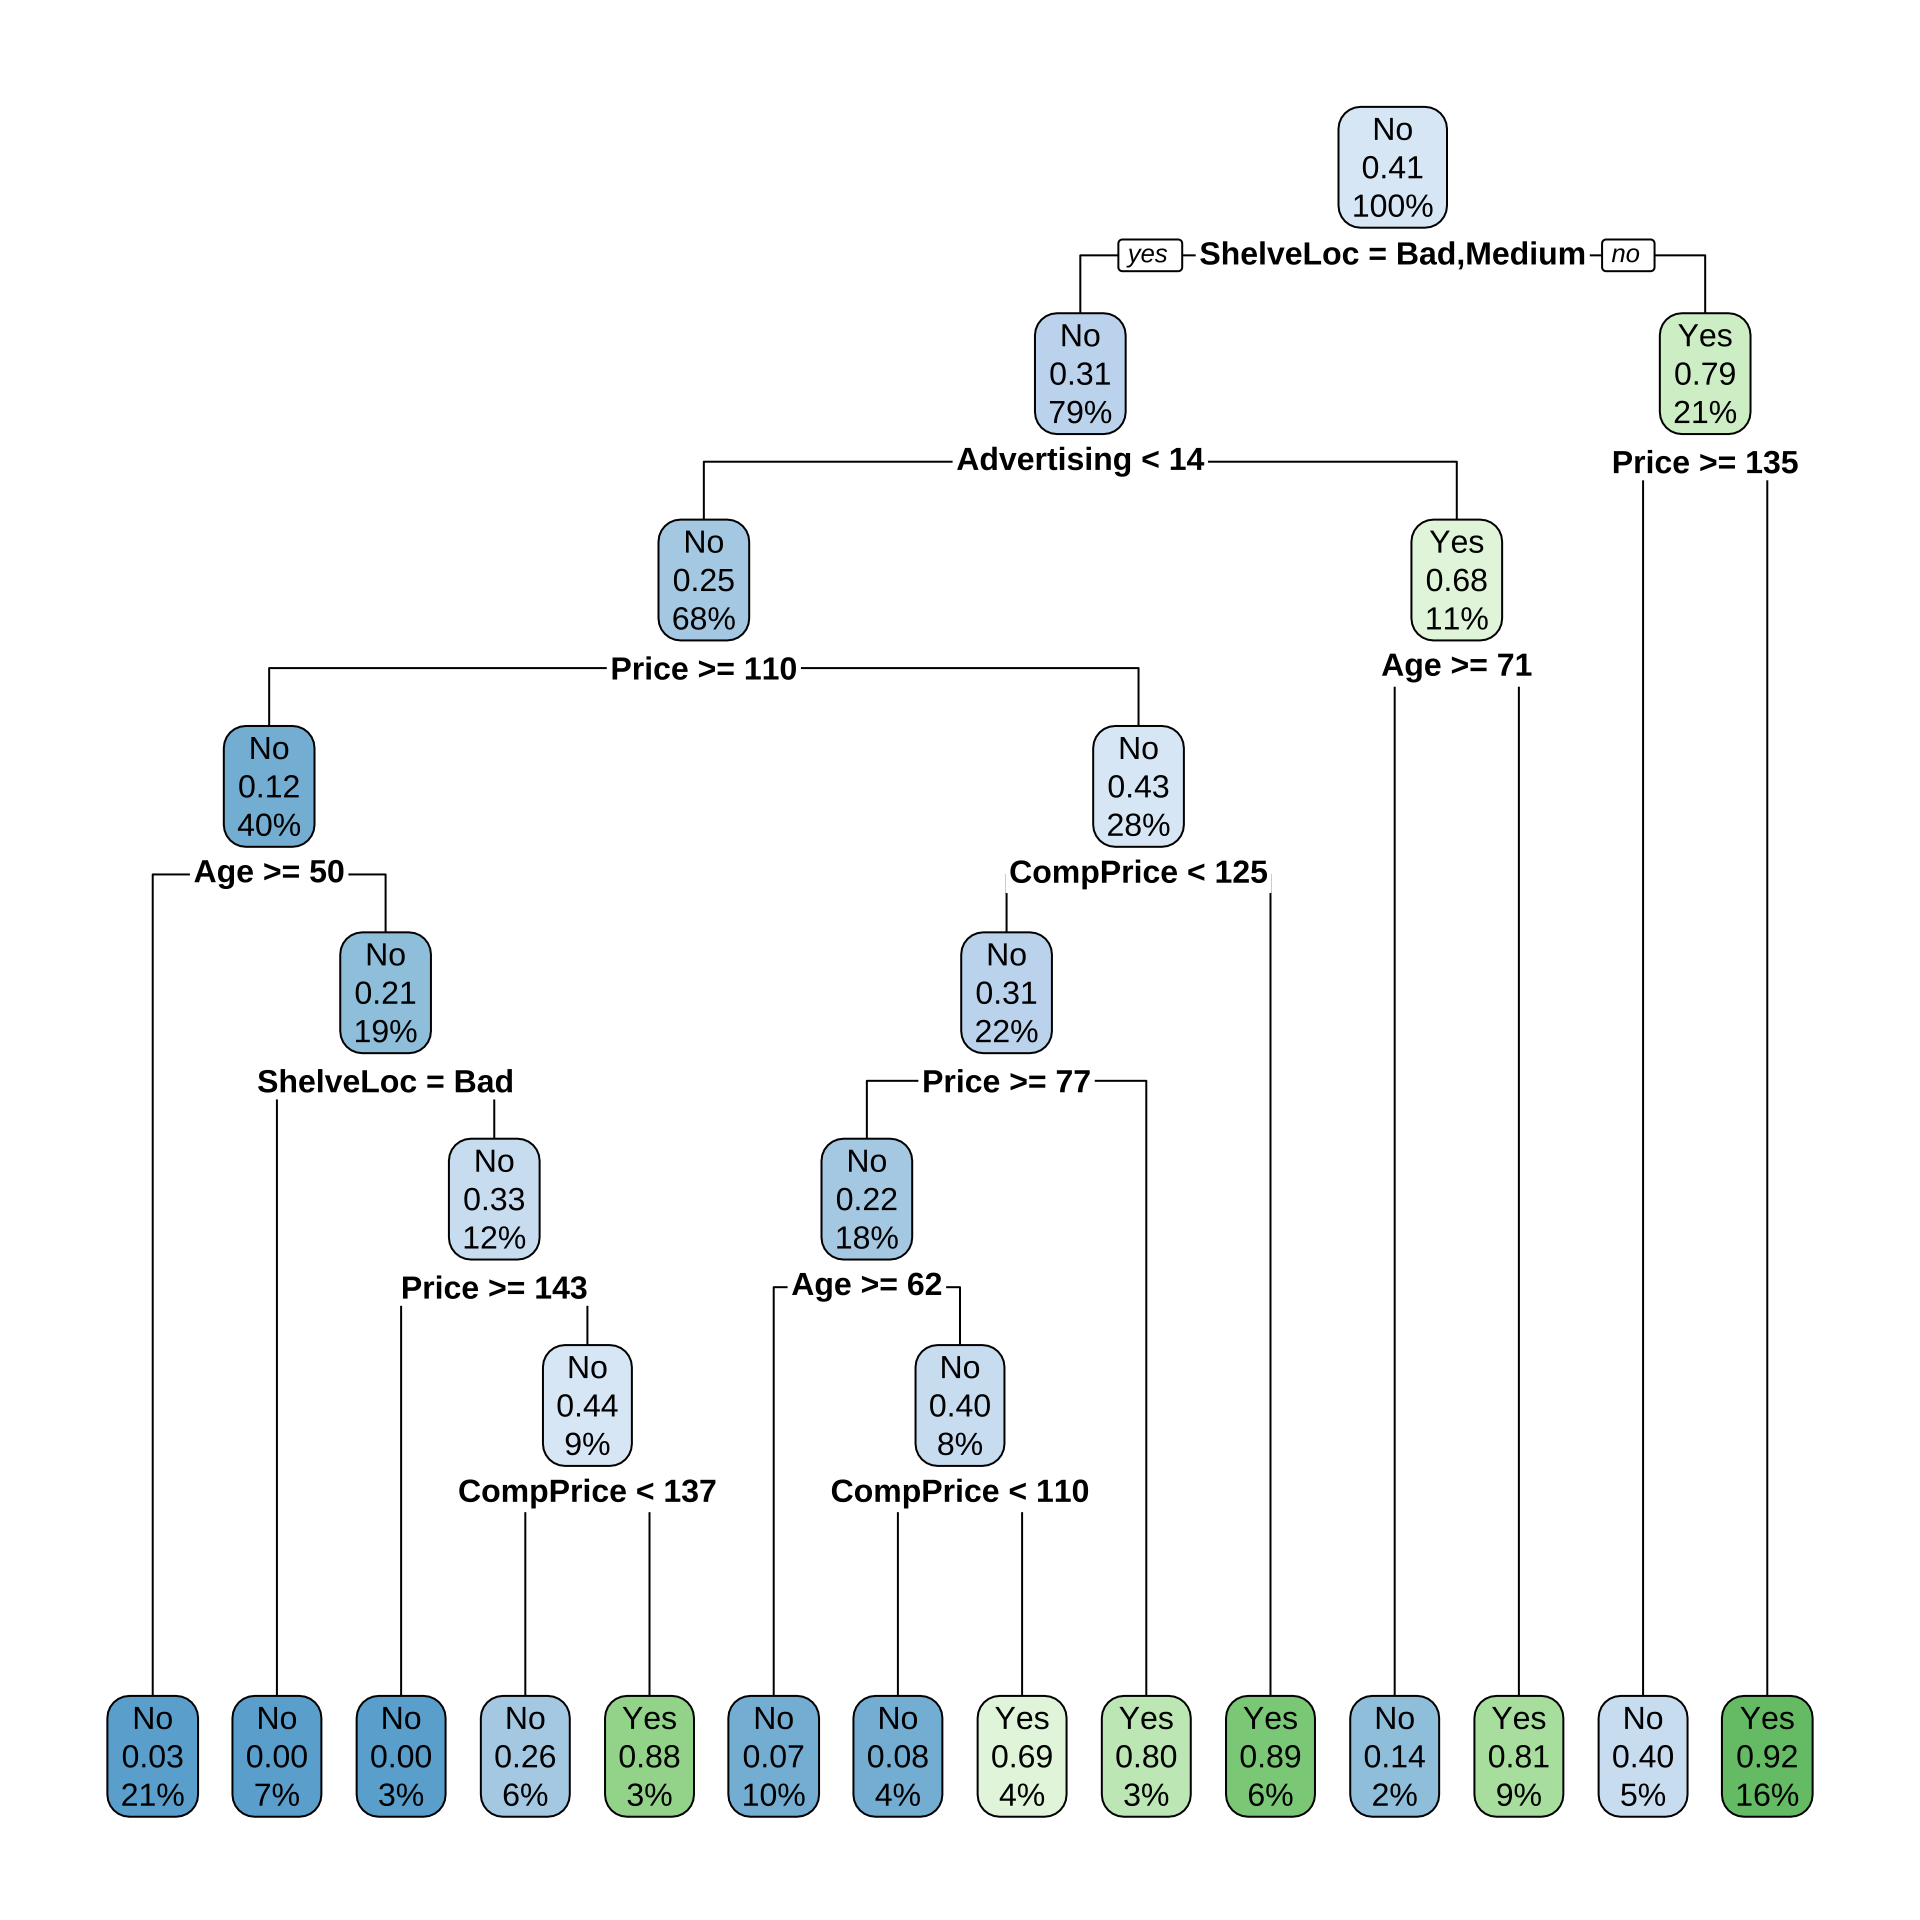 No
0.41
100%
yes
ShelveLoc = Bad,Medium
no
No
0.31
79%
Yes
0.79
21%
Advertising < 14
Price >= 135
No
0.25
68%
Yes
0.68
11%
Price >= 110
Age >= 71
No
0.12
40%
No
0.43
28%
Age >= 50
CompPrice < 125
No
0.21
19%
No
0.31
22%
ShelveLoc = Bad
Price >= 77
No
0.33
12%
No
0.22
18%
Price >= 143
Age >= 62
No
0.44
9%
No
0.40
8%
CompPrice < 137
CompPrice < 110
No
0.03
21%
No
0.00
7%
No
0.00
3%
No
0.26
6%
Yes
0.88
3%
No
0.07
10%
No
0.08
4%
Yes
0.69
4%
Yes
0.80
3%
Yes
0.89
6%
No
0.14
2%
Yes
0.81
9%
No
0.40
5%
Yes
0.92
16%